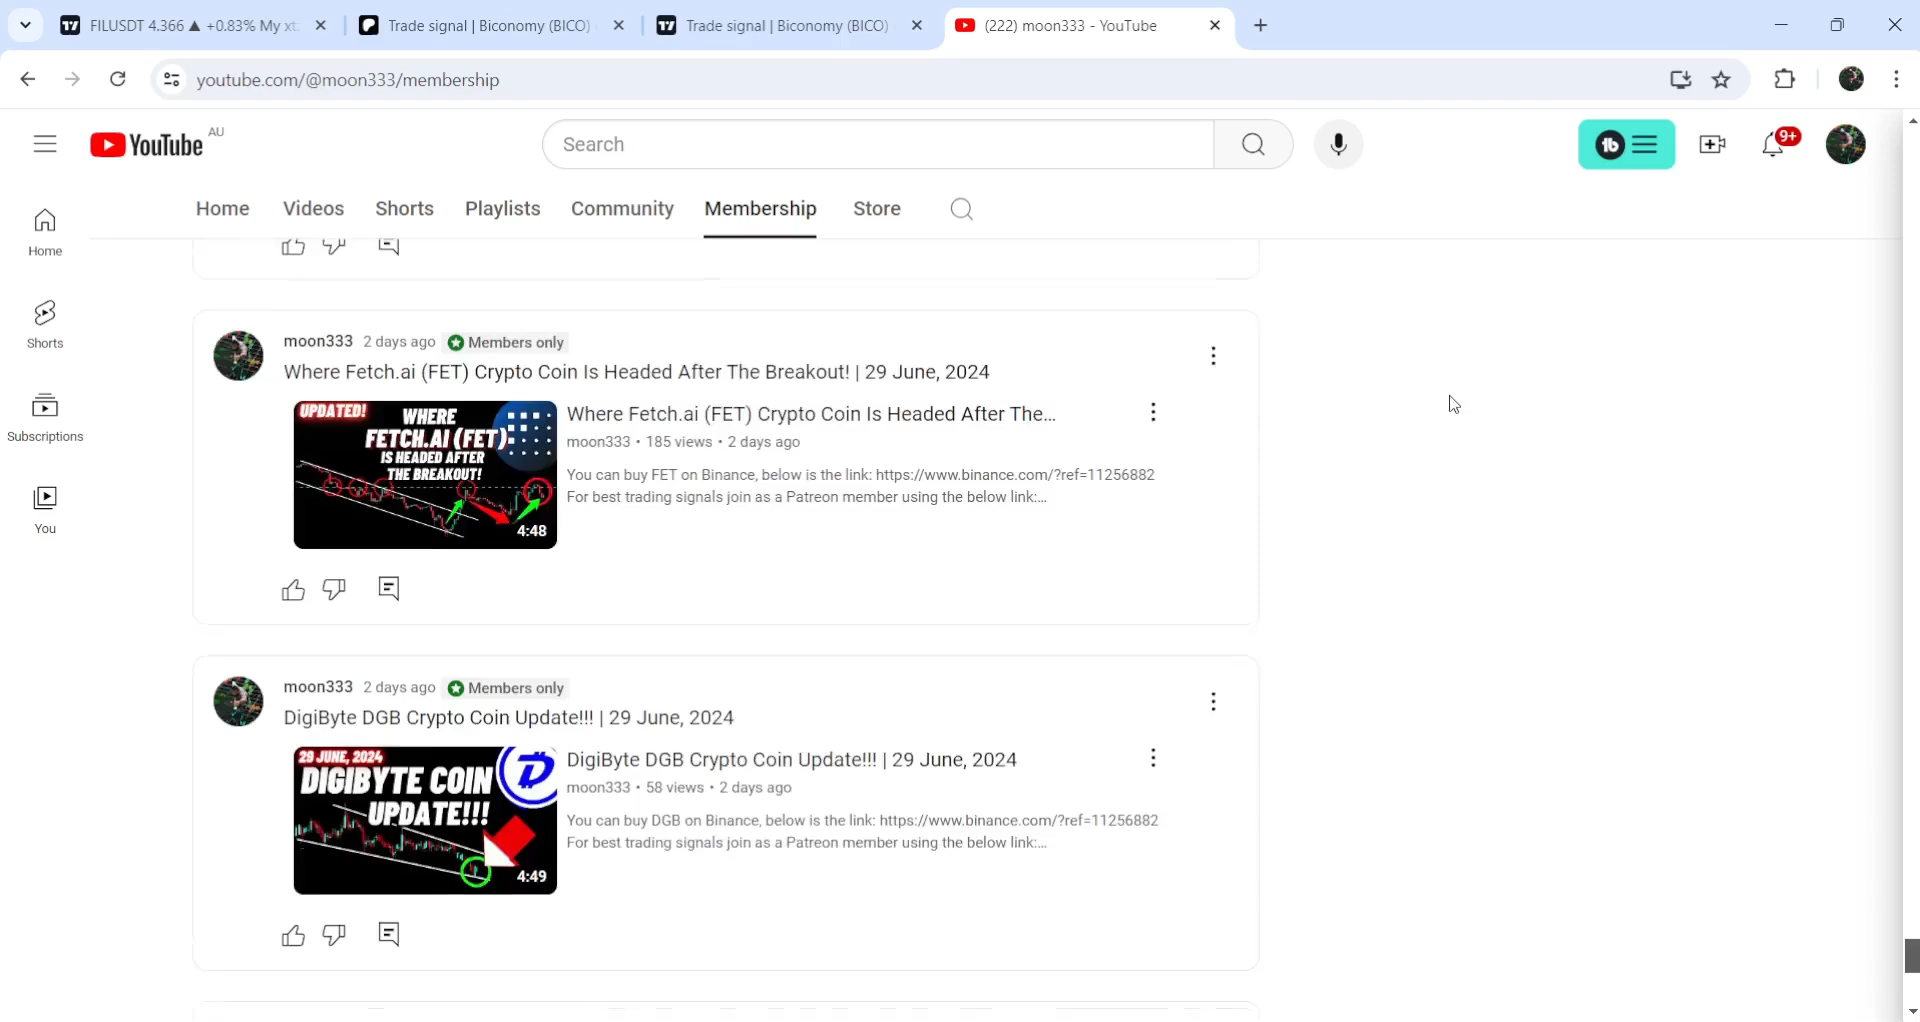 FILUSDT 4.366 ▲ +0.83% My xt
Trade signal | Biconomy (BICO)
Trade signal | Biconomy (BICO)
(222) moon333 - YouTube
youtube.com/@moon333/membership
YouTube AU
Search
9+
Home
Videos
Shorts
Playlists
Community
Membership
Store
Home
Shorts
Subscriptions
You
moon333 2 days ago Members only
Where Fetch.ai (FET) Crypto Coin Is Headed After The Breakout! | 29 June, 2024
UPDATED! WHERE
FETCH.AI (FET)
IS HEADED AFTER
THE BREAKOUT!
4:48
Where Fetch.ai (FET) Crypto Coin Is Headed After The...
moon333 • 185 views • 2 days ago
You can buy FET on Binance, below is the link: https://www.binance.com/?ref=11256882
For best trading signals join as a Patreon member using the below link:...
moon333 2 days ago Members only
DigiByte DGB Crypto Coin Update!!! | 29 June, 2024
29 JUNE, 2024
DIGIBYTE COIN
UPDATE!!!
4:49
DigiByte DGB Crypto Coin Update!!! | 29 June, 2024
moon333 • 58 views • 2 days ago
You can buy DGB on Binance, below is the link: https://www.binance.com/?ref=11256882
For best trading signals join as a Patreon member using the below link:...